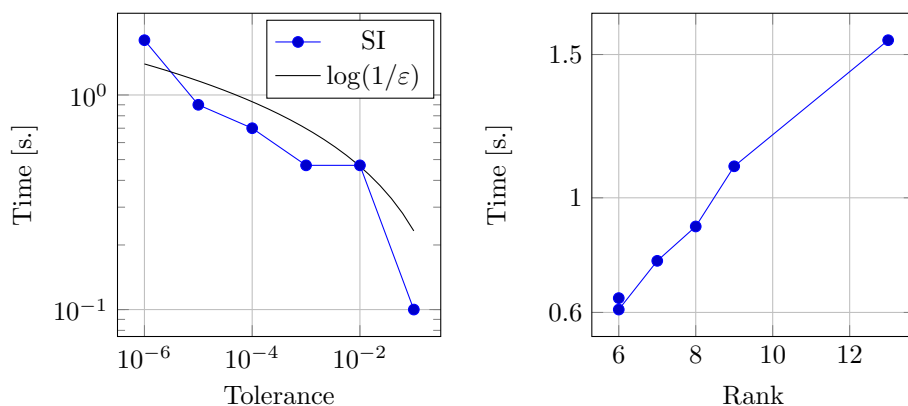 SI
log(1/ε)
10^0
10^{-1}
Time [s.]
10^{-6}
10^{-4}
10^{-2}
Tolerance
1.5
1
0.6
Time [s.]
6
8
10
12
Rank